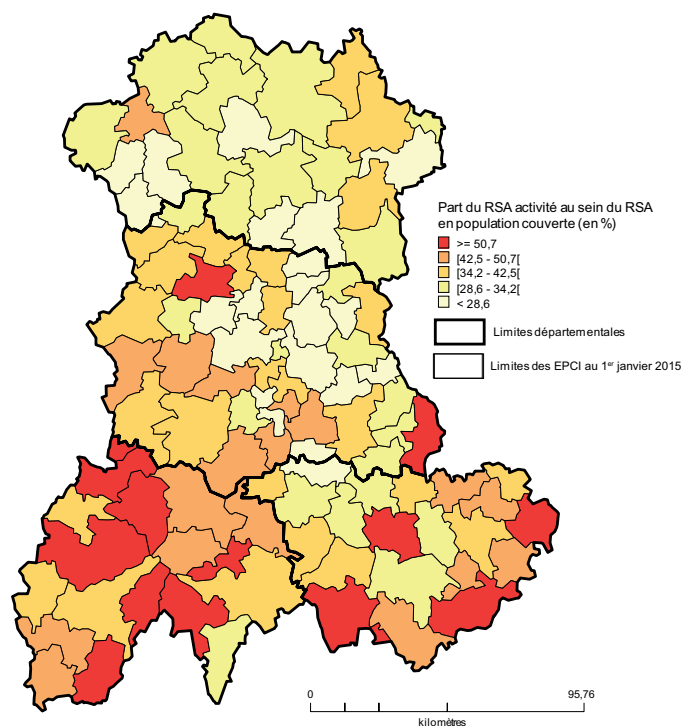 Part du RSA activité au sein du RSA
en population couverte (en %)
>= 50,7
[42,5 - 50,7[
[34,2 - 42,5[
[28,6 - 34,2[
< 28,6
Limites départementales
Limites des EPCI au 1er janvier 2015
0 95,76
kilomètres